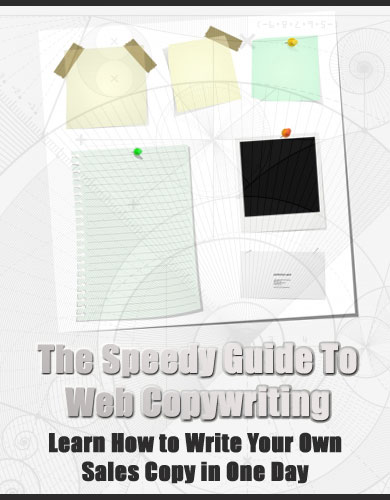 The Speedy Guide To
Web Copywriting
Learn How to Write Your Own
Sales Copy in One Day